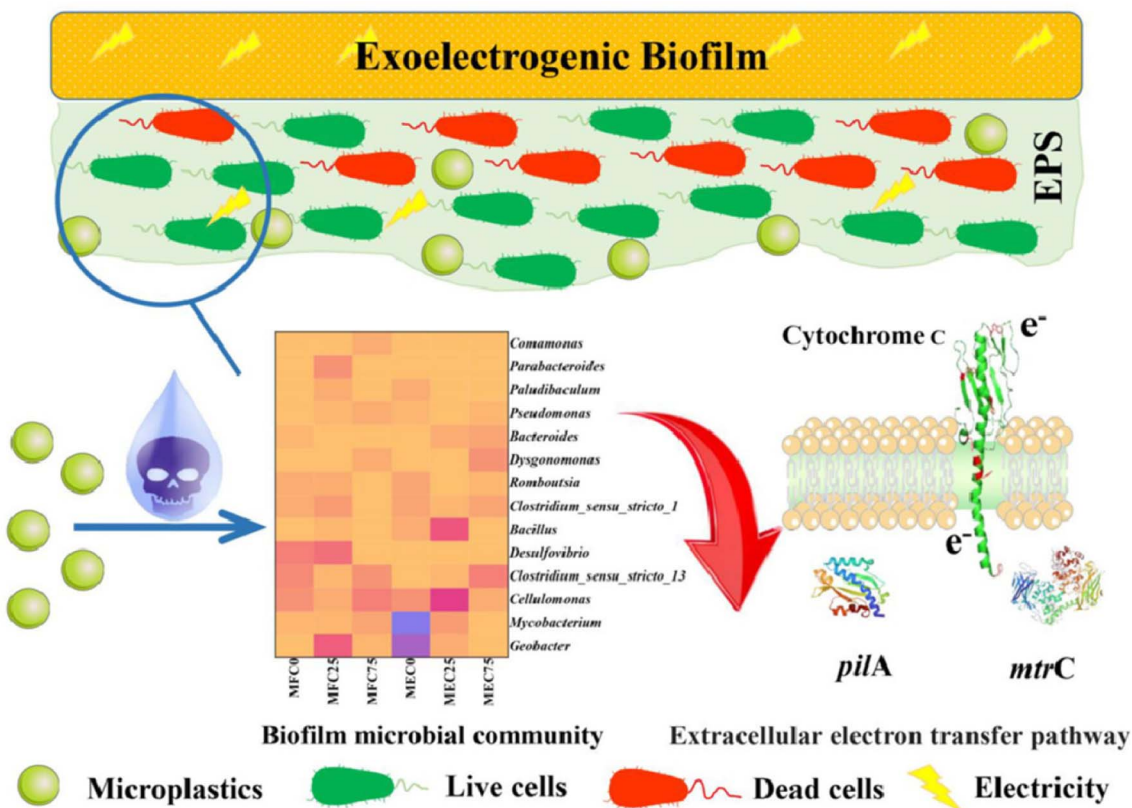 Exoelectrogenic Biofilm
EPS
Cytochrome C
e-
Comamonas
Parabacteroides
Paludibaculum
Pseudomonas
Bacteroides
Dysgonomonas
Romboutsia
Clostridium_sensu_stricto_1
Bacillus
Desulfovibrio
Clostridium_sensu_stricto_13
Cellulomonas
Mycobacterium
Geobacter
e-
MFC0
MFC25
MFC75
MEC0
MEC25
MEC75
pilA
mtrC
Biofilm microbial community
Extracellular electron transfer pathway
Microplastics
Live cells
Dead cells
Electricity